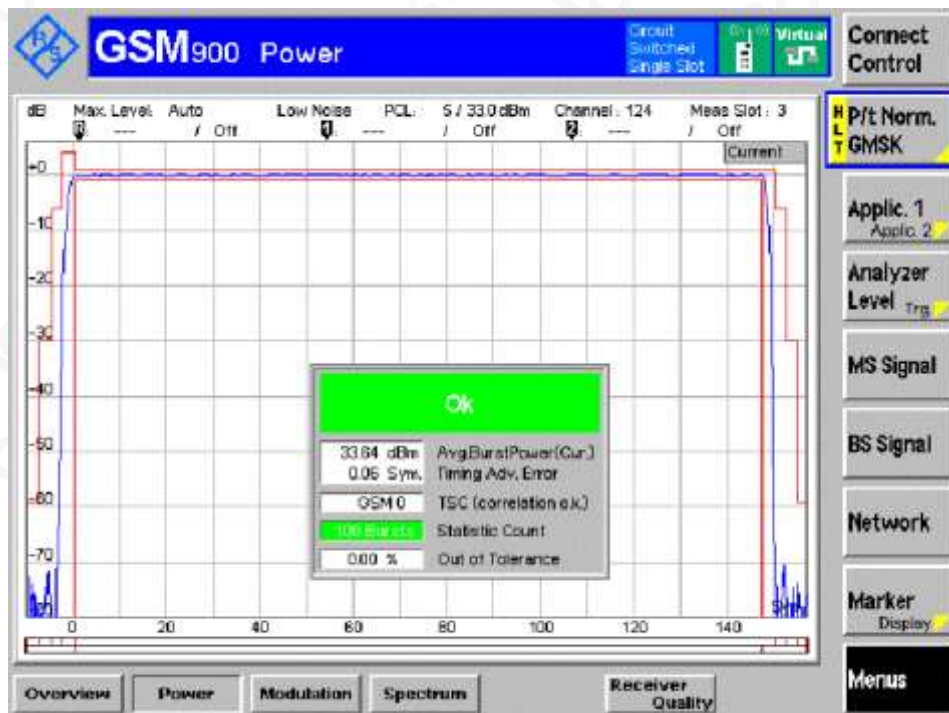 R S
GSM900 Power
Circuit Switched Single Slot
Virtual
Connect Control
dB Max. Level: Auto Low Noise PCL: 5 / 33.0 dBm Channel : 124 Meas Slot : 3
--- / Off 1 --- / Off 2 --- / Off
Current
HLT
P/t Norm. GMSK
Applic. 1
Applic. 2
Analyzer Level Trg.
MS Signal
BS Signal
Network
Marker
Display
Menus
+0
-10
-20
-30
-40
-50
-60
-70
Ok
33.64 dBm Avg.BurstPower(Cur.)
0.06 Sym. Timing Adv. Error
GSM 0 TSC (correlation o.k.)
100 Bursts Statistic Count
0.00 % Out of Tolerance
0 20 40 60 80 100 120 140
Overview Power Modulation Spectrum Receiver Quality